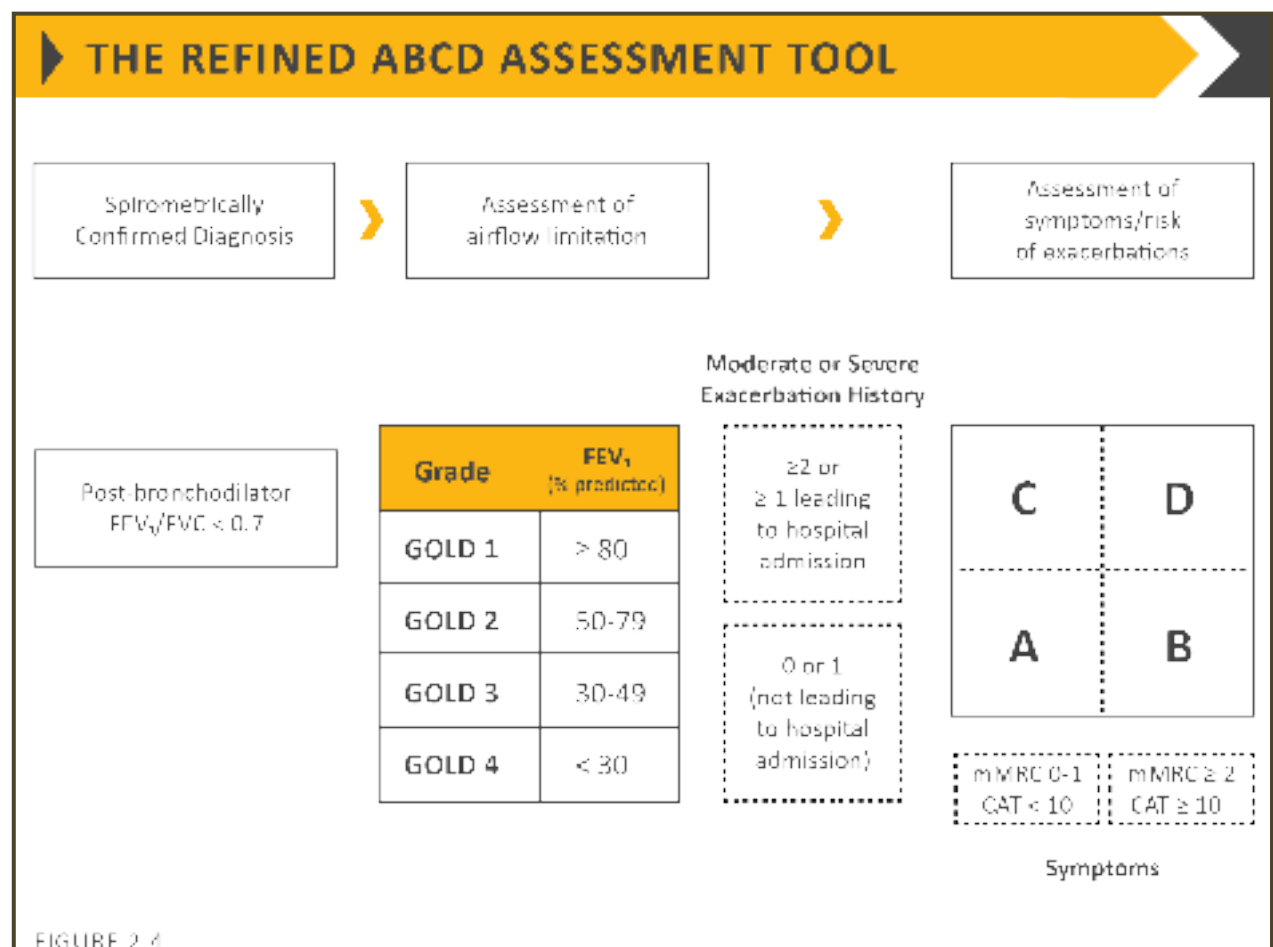 THE REFINED ABCD ASSESSMENT TOOL
Spirometrically
Confirmed Diagnosis
Assessment of
airflow limitation
Assessment of
symptoms/risk
of exacerbations
Post-bronchodilator
FEV₁/FVC < 0.7
Grade
FEV₁
(% predicted)
GOLD 1
≥ 80
GOLD 2
50-79
GOLD 3
30-49
GOLD 4
< 30
Moderate or Severe
Exacerbation History
≥2 or
≥ 1 leading
to hospital
admission
0 or 1
(not leading
to hospital
admission)
C
D
A
B
mMRC 0-1
CAT < 10
mMRC ≥ 2
CAT ≥ 10
Symptoms
FIGURE 2.4